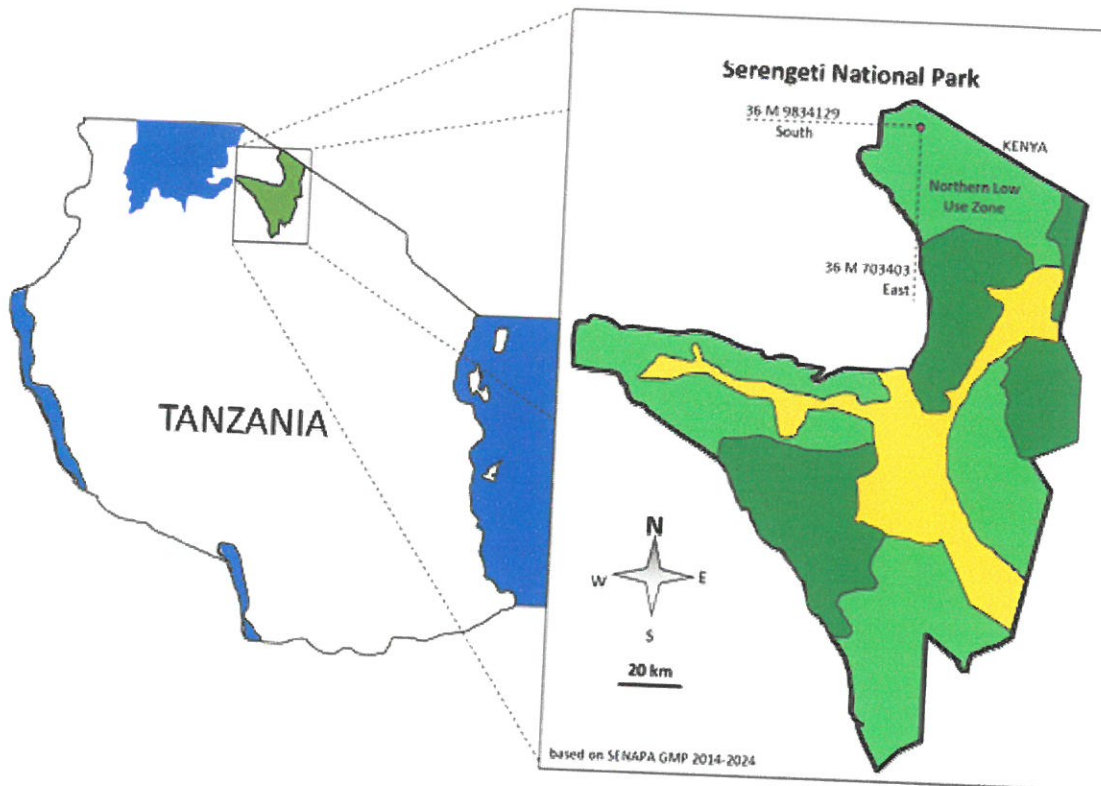 TANZANIA
Serengeti National Park
36 M 9834129
South
KENYA
Northern Low
Use Zone
36 M 703403
East
N
W
E
S
20 km
based on SENAPA GMP 2014-2024